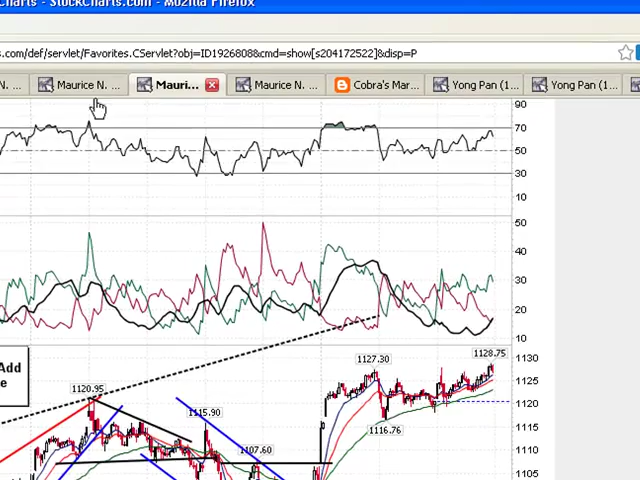 Charts - StockCharts.com - Mozilla Firefox
s.com/def/servlet/Favorites.CServlet?obj=ID1926808&cmd=show[s204172522]&disp=P
N. ...
Maurice N. ...
Mauri...
Maurice N. ...
Cobra's Mar...
Yong Pan (1...
Yong Pan (1...
90
70
50
30
10
50
40
30
20
10
Add
e
1130
1125
1120
1115
1110
1105
1120.95
1115.90
1107.60
1127.30
1116.76
1128.75